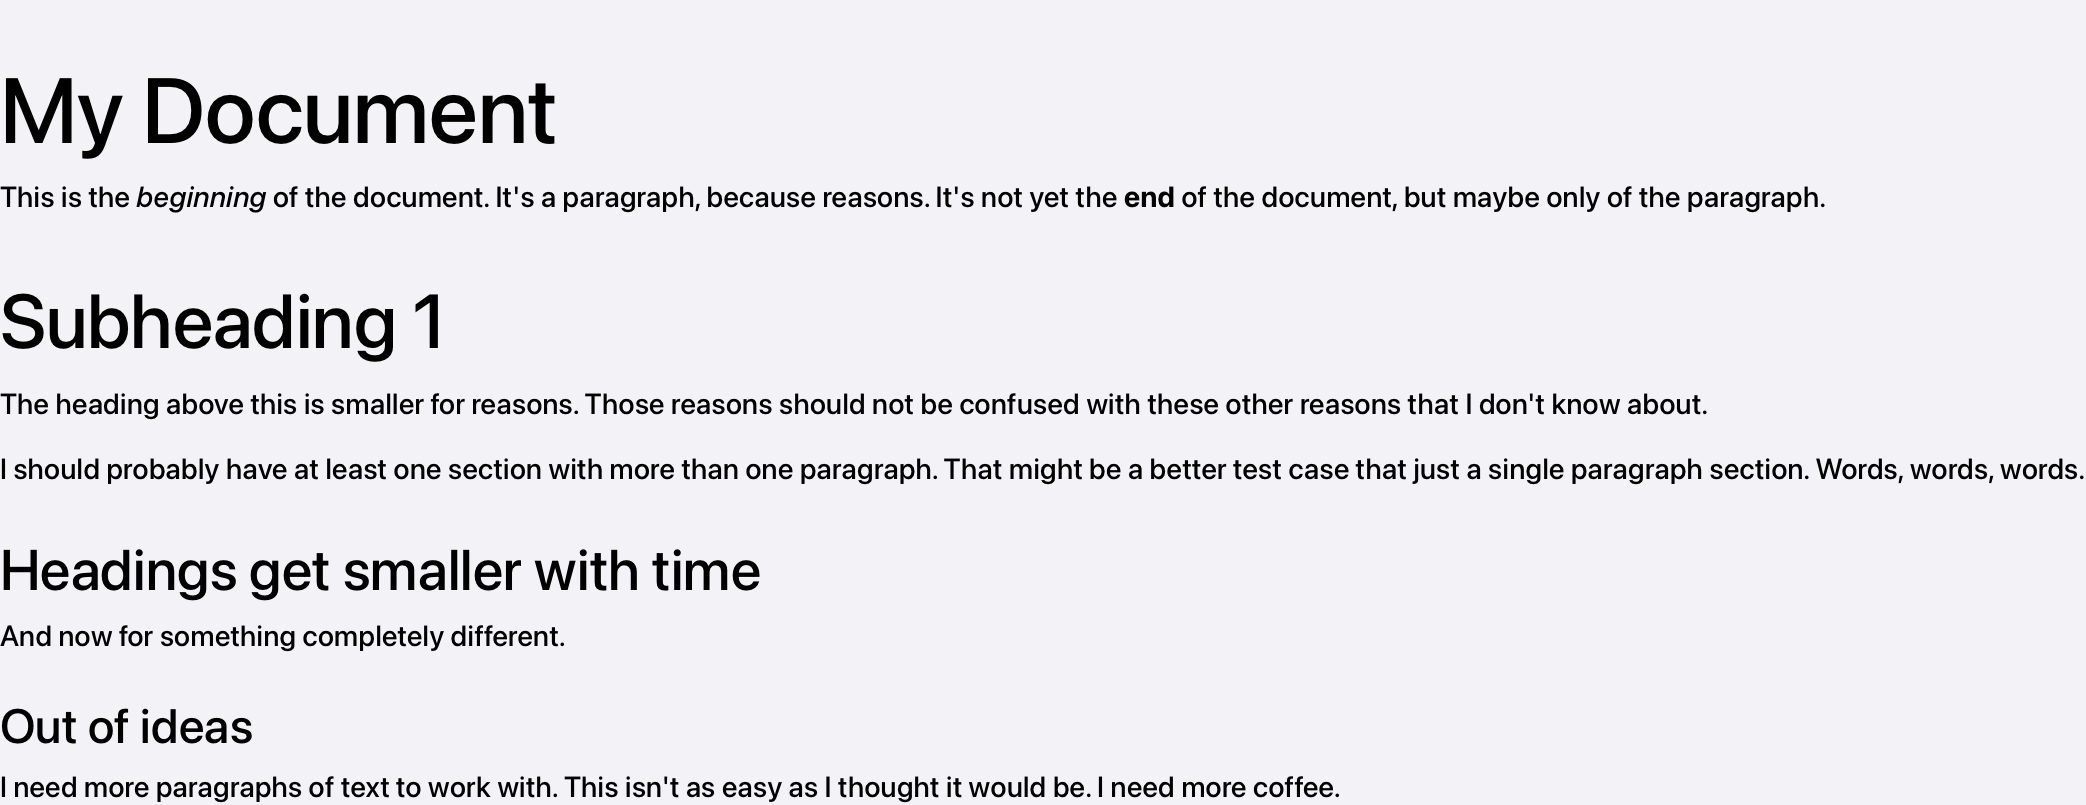 My Document
This is the beginning of the document. It's a paragraph, because reasons. It's not yet the end of the document, but maybe only of the paragraph.
Subheading 1
The heading above this is smaller for reasons. Those reasons should not be confused with these other reasons that I don't know about.
I should probably have at least one section with more than one paragraph. That might be a better test case that just a single paragraph section. Words, words, words.
Headings get smaller with time
And now for something completely different.
Out of ideas
I need more paragraphs of text to work with. This isn't as easy as I thought it would be. I need more coffee.